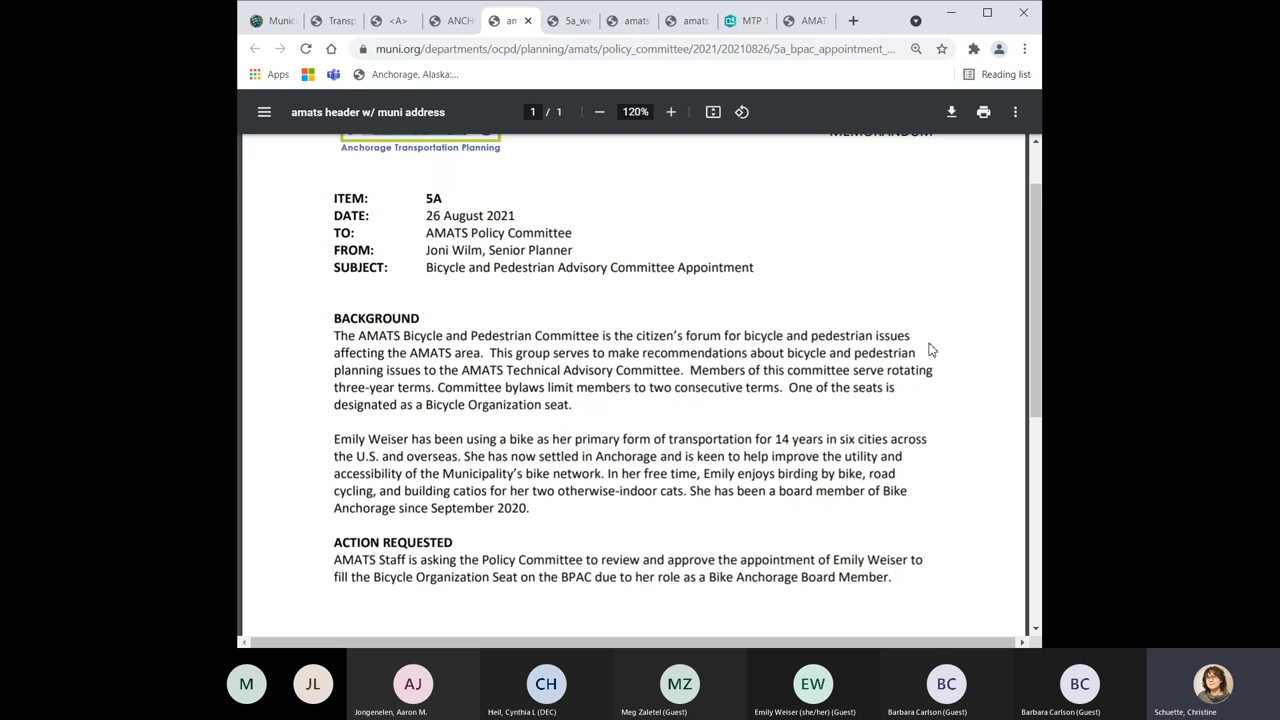 Munic
Transp
<A>
ANCH
am
5a_we
amats
amats
MTP
AMAT
muni.org/departments/ocpd/planning/amats/policy_committee/2021/20210826/5a_bpac_appointment_...
Apps
Anchorage, Alaska:...
Reading list
amats header w/ muni address
1 / 1
120%
MEMORANDUM
Anchorage Transportation Planning
ITEM: 5A
DATE: 26 August 2021
TO: AMATS Policy Committee
FROM: Joni Wilm, Senior Planner
SUBJECT: Bicycle and Pedestrian Advisory Committee Appointment
BACKGROUND
The AMATS Bicycle and Pedestrian Committee is the citizen's forum for bicycle and pedestrian issues
affecting the AMATS area. This group serves to make recommendations about bicycle and pedestrian
planning issues to the AMATS Technical Advisory Committee. Members of this committee serve rotating
three-year terms. Committee bylaws limit members to two consecutive terms. One of the seats is
designated as a Bicycle Organization seat.
Emily Weiser has been using a bike as her primary form of transportation for 14 years in six cities across
the U.S. and overseas. She has now settled in Anchorage and is keen to help improve the utility and
accessibility of the Municipality's bike network. In her free time, Emily enjoys birding by bike, road
cycling, and building catios for her two otherwise-indoor cats. She has been a board member of Bike
Anchorage since September 2020.
ACTION REQUESTED
AMATS Staff is asking the Policy Committee to review and approve the appointment of Emily Weiser to
fill the Bicycle Organization Seat on the BPAC due to her role as a Bike Anchorage Board Member.
M
JL
AJ
CH
MZ
EW
BC
BC
Jongenelen, Aaron M.
Heil, Cynthia L (DEC)
Meg Zaletel (Guest)
Emily Weiser (she/her) (Guest)
Barbara Carlson (Guest)
Barbara Carlson (Guest)
Schuette, Christine